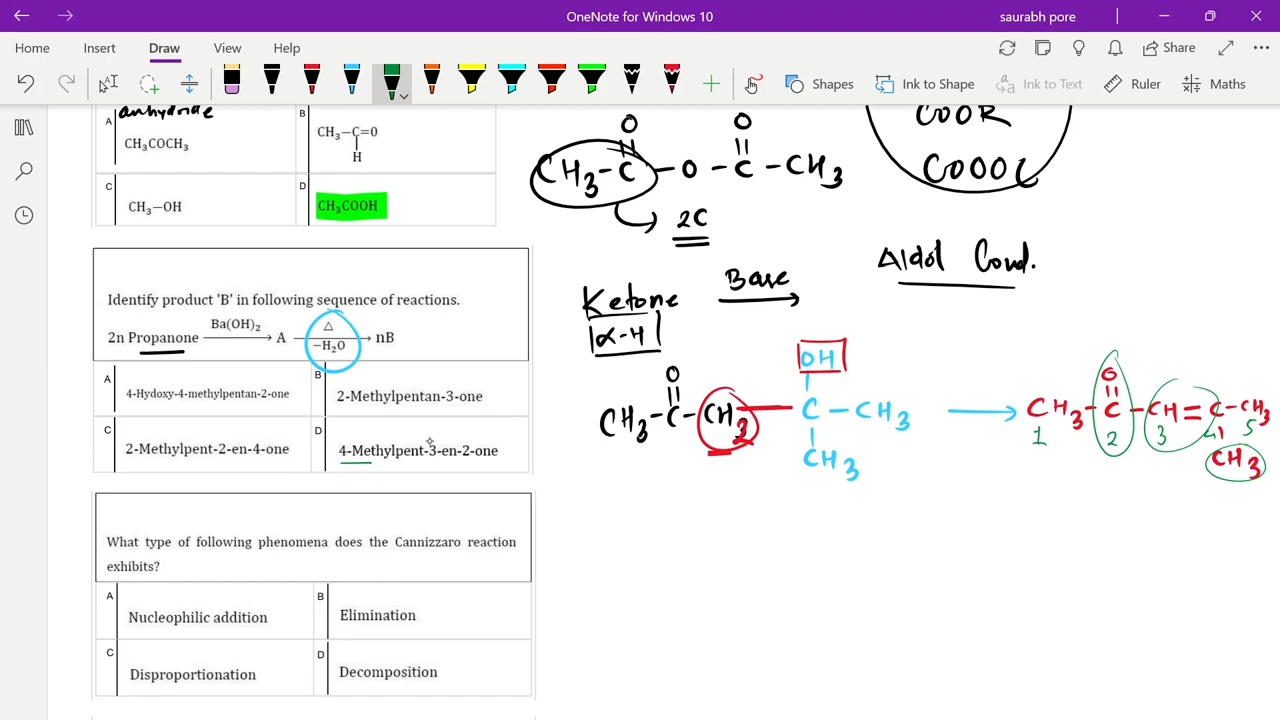 OneNote for Windows 10
saurabh pore
Home Insert Draw View Help
Share
Shapes Ink to Shape Ink to Text Ruler Maths
anhydride
A
CH₃COCH₃
B
CH₃–C=O
H
C
CH₃–OH
D
CH₃COOH
O O
CH₃–C–O–C–CH₃
2C
COOR
COOOC
Identify product 'B' in following sequence of reactions.
2n Propanone Ba(OH)₂ A △ –H₂O nB
A
4-Hydoxy-4-methylpentan-2-one
B
2-Methylpentan-3-one
C
2-Methylpent-2-en-4-one
D
4-Methylpent-3-en-2-one
Aldol Cond.
Ketone Base
α-H
O OH
CH₃–C–CH₂ C–CH₃
CH₃
O
CH₃–C–CH=C–CH₃
1 2 3 4 5
CH₃
What type of following phenomena does the Cannizzaro reaction
exhibits?
A
Nucleophilic addition
B
Elimination
C
Disproportionation
D
Decomposition